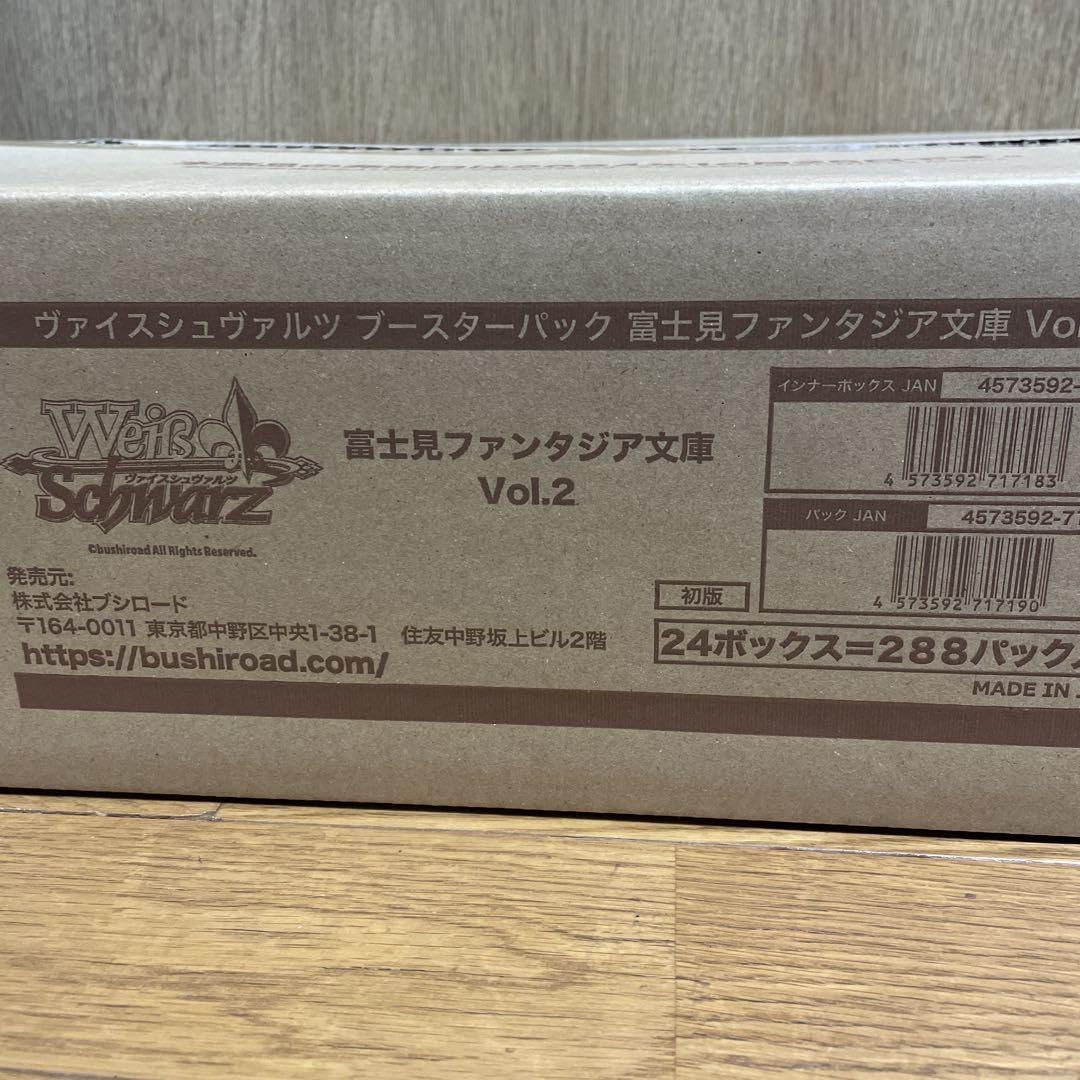 ヴァイスシュヴァルツ ブースターパック 富士見ファンタジア文庫
Weiß
ヴァイスシュヴァルツ
Schwarz
©bushiroad All Rights Reserved.
富士見ファンタジア文庫
Vol.2
インナーボックス JAN 4573592-
4 573592 717183
パック JAN 4573592-7
4 573592 717190
発売元:
株式会社ブシロード
〒164-0011 東京都中野区中央1-38-1 住友中野坂上ビル2階
https://bushiroad.com/
初版
24ボックス=288パック
MADE IN